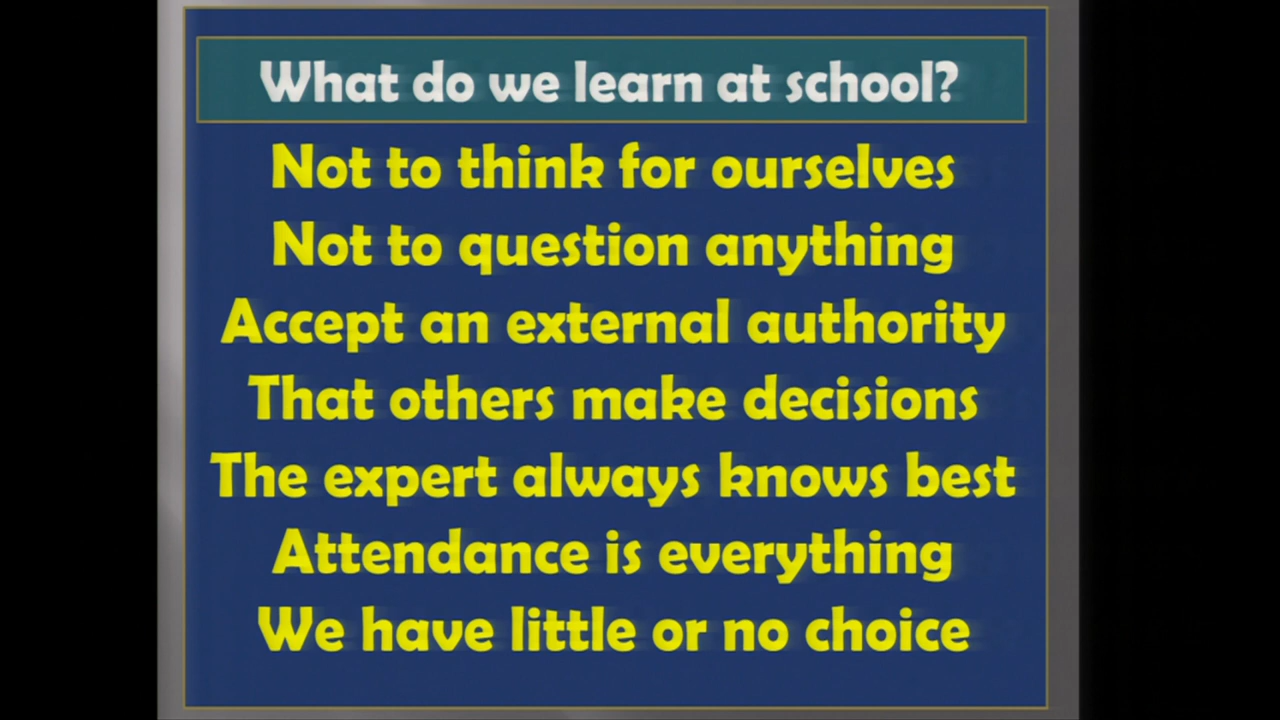 What do we learn at school?
Not to think for ourselves
Not to question anything
Accept an external authority
That others make decisions
The expert always knows best
Attendance is everything
We have little or no choice